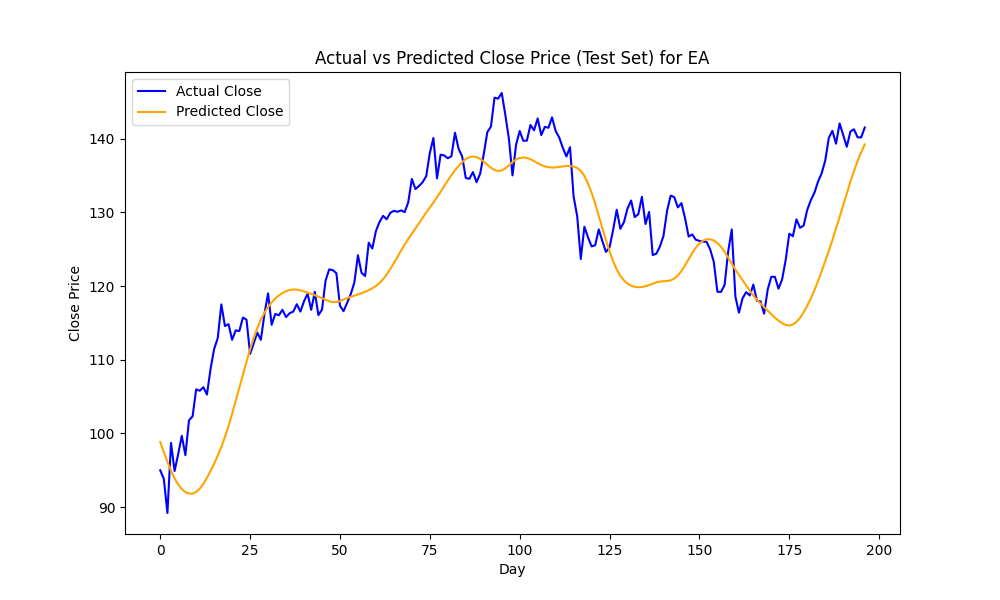 Actual vs Predicted Close Price (Test Set) for EA
Actual Close
Predicted Close
Close Price
140
130
120
110
100
90
0 25 50 75 100 125 150 175 200
Day